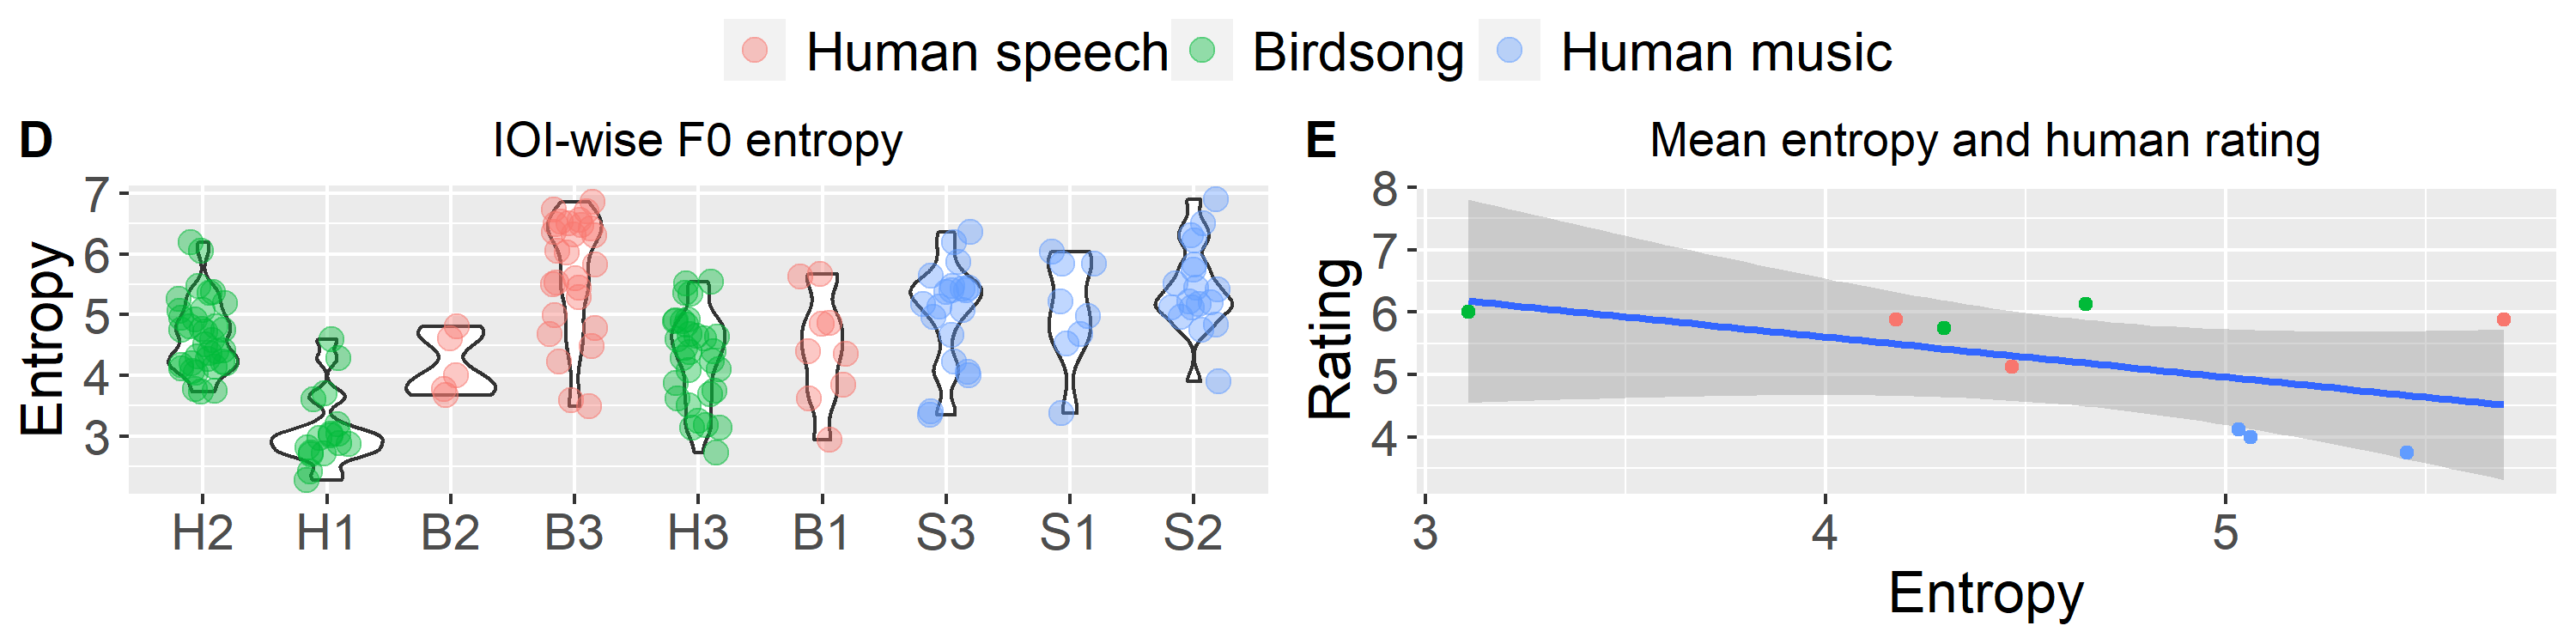 Human speech Birdsong Human music
D IOI-wise F0 entropy
Entropy
7
6
5
4
3
H2 H1 B2 B3 H3 B1 S3 S1 S2
E Mean entropy and human rating
Rating
8
7
6
5
4
3 4 5
Entropy